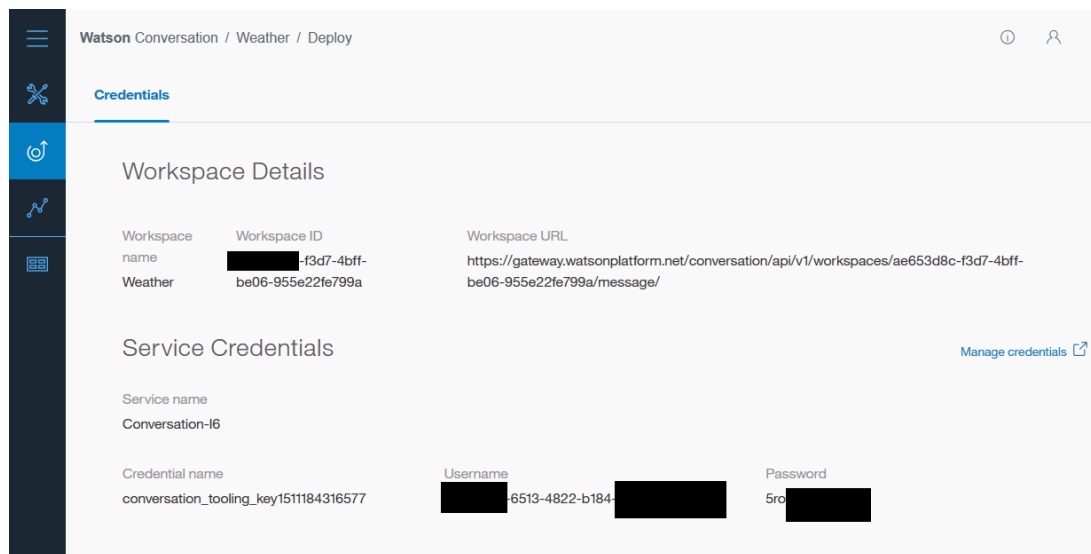 Watson Conversation / Weather / Deploy
Credentials
Workspace Details
Workspace name
Weather
Workspace ID
-f3d7-4bff-
be06-955e22fe799a
Workspace URL
https://gateway.watsonplatform.net/conversation/api/v1/workspaces/ae653d8c-f3d7-4bff-
be06-955e22fe799a/message/
Service Credentials
Manage credentials
Service name
Conversation-I6
Credential name
conversation_tooling_key1511184316577
Username
-6513-4822-b184-
Password
5ro